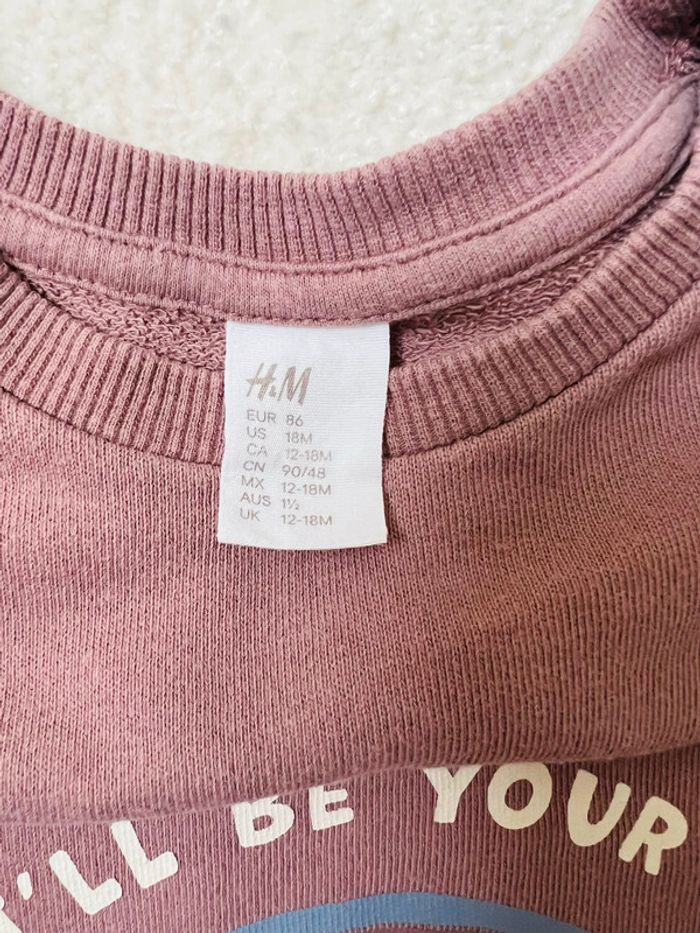 H&M
EUR 86
US 18M
CA 12-18M
CN 90/48
MX 12-18M
AUS 1½
UK 12-18M
I'LL BE YOUR